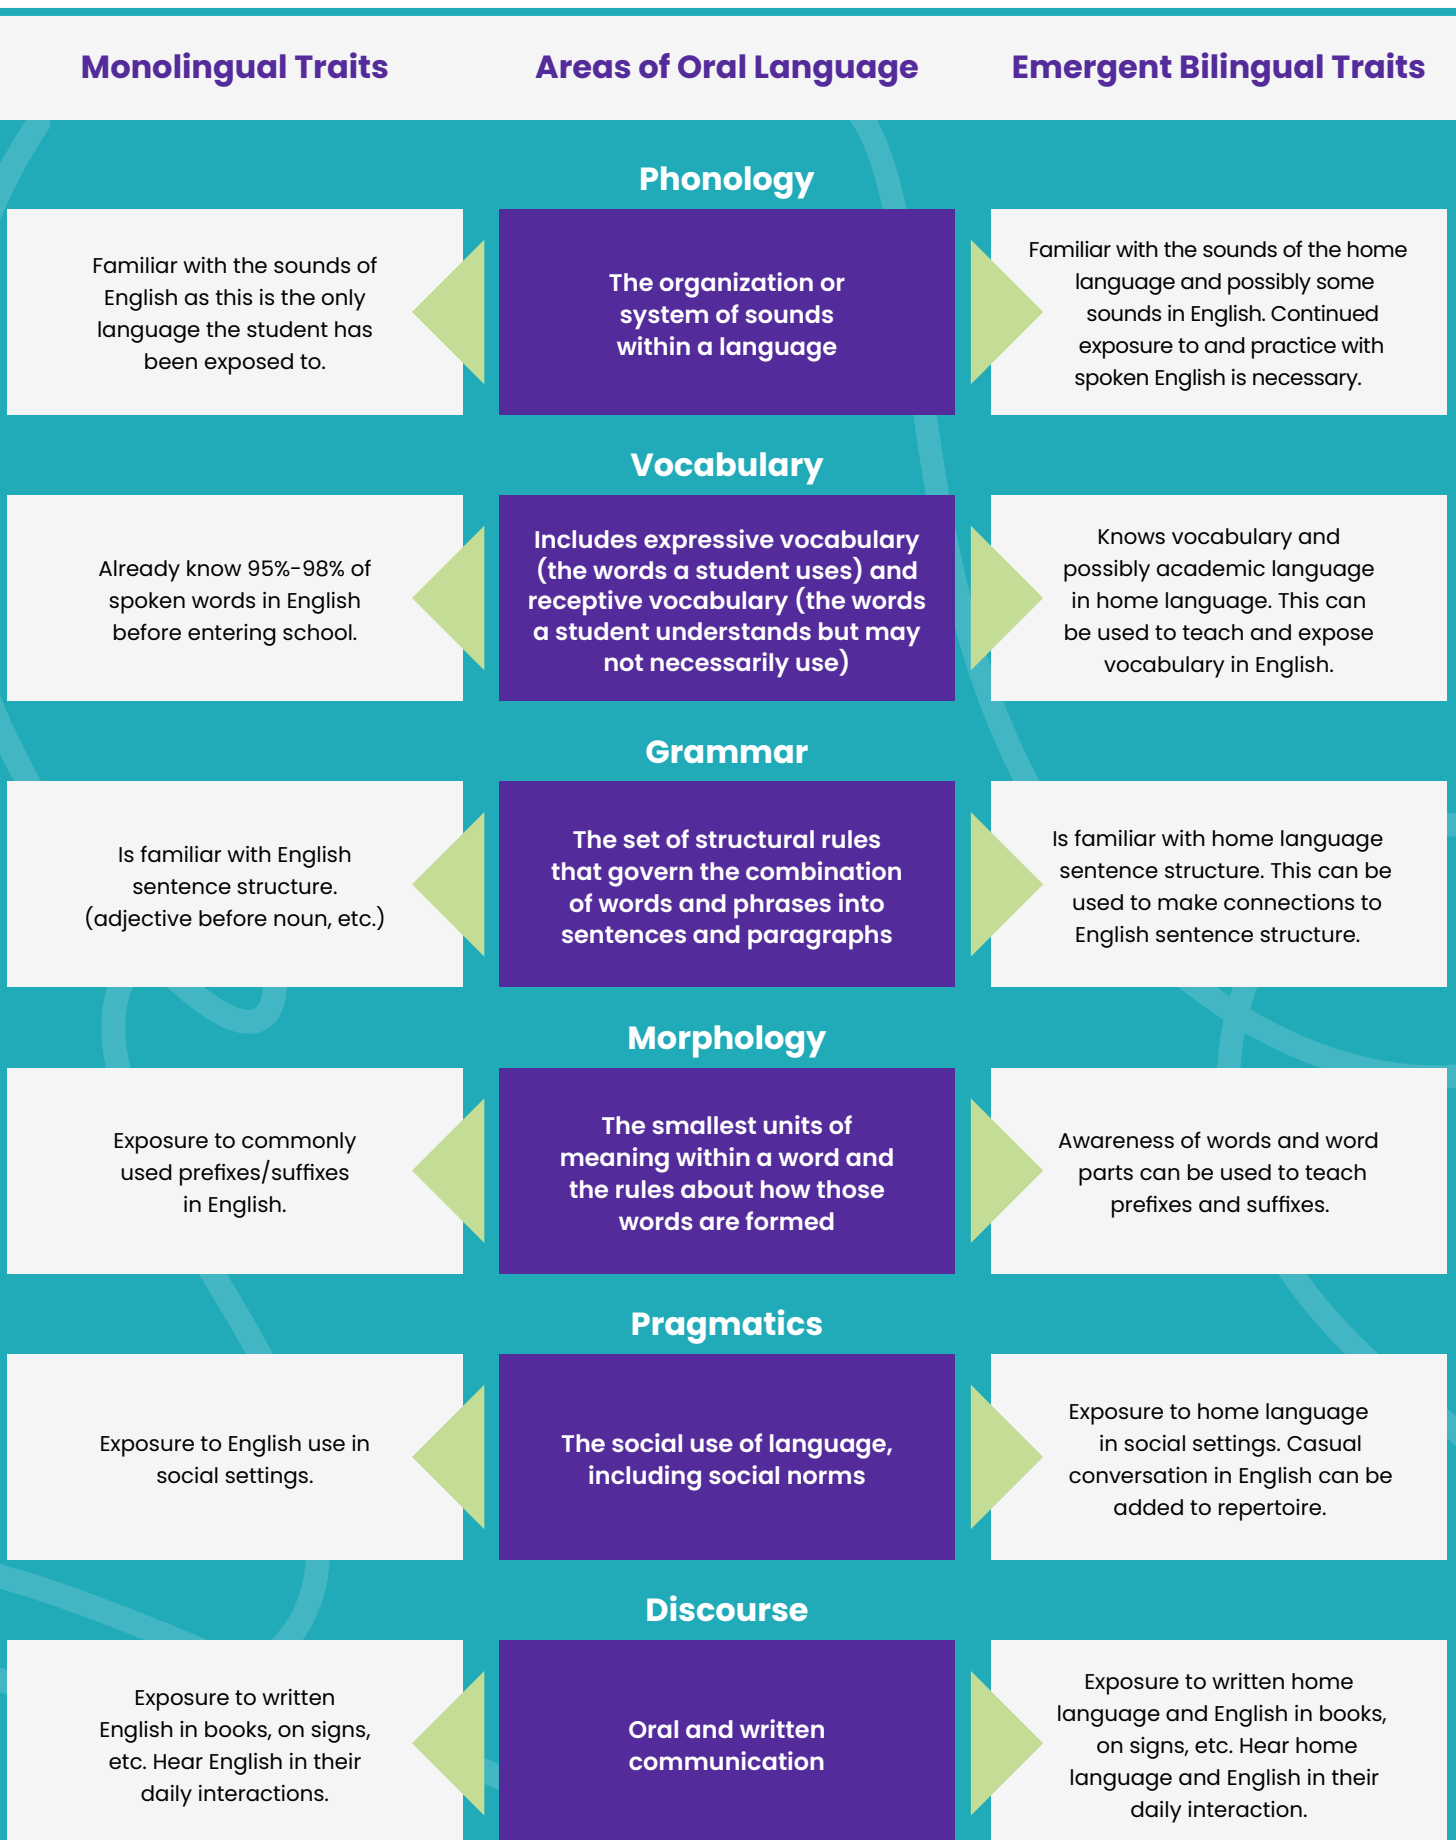 Monolingual Traits
Areas of Oral Language
Emergent Bilingual Traits
Phonology
Familiar with the sounds of
English as this is the only
language the student has
been exposed to.
The organization or
system of sounds
within a language
Familiar with the sounds of the home
language and possibly some
sounds in English. Continued
exposure to and practice with
spoken English is necessary.
Vocabulary
Already know 95%-98% of
spoken words in English
before entering school.
Includes expressive vocabulary
(the words a student uses) and
receptive vocabulary (the words
a student understands but may
not necessarily use)
Knows vocabulary and
possibly academic language
in home language. This can
be used to teach and expose
vocabulary in English.
Grammar
Is familiar with English
sentence structure.
(adjective before noun, etc.)
The set of structural rules
that govern the combination
of words and phrases into
sentences and paragraphs
Is familiar with home language
sentence structure. This can be
used to make connections to
English sentence structure.
Morphology
Exposure to commonly
used prefixes/suffixes
in English.
The smallest units of
meaning within a word and
the rules about how those
words are formed
Awareness of words and word
parts can be used to teach
prefixes and suffixes.
Pragmatics
Exposure to English use in
social settings.
The social use of language,
including social norms
Exposure to home language
in social settings. Casual
conversation in English can be
added to repertoire.
Discourse
Exposure to written
English in books, on signs,
etc. Hear English in their
daily interactions.
Oral and written
communication
Exposure to written home
language and English in books,
on signs, etc. Hear home
language and English in their
daily interaction.